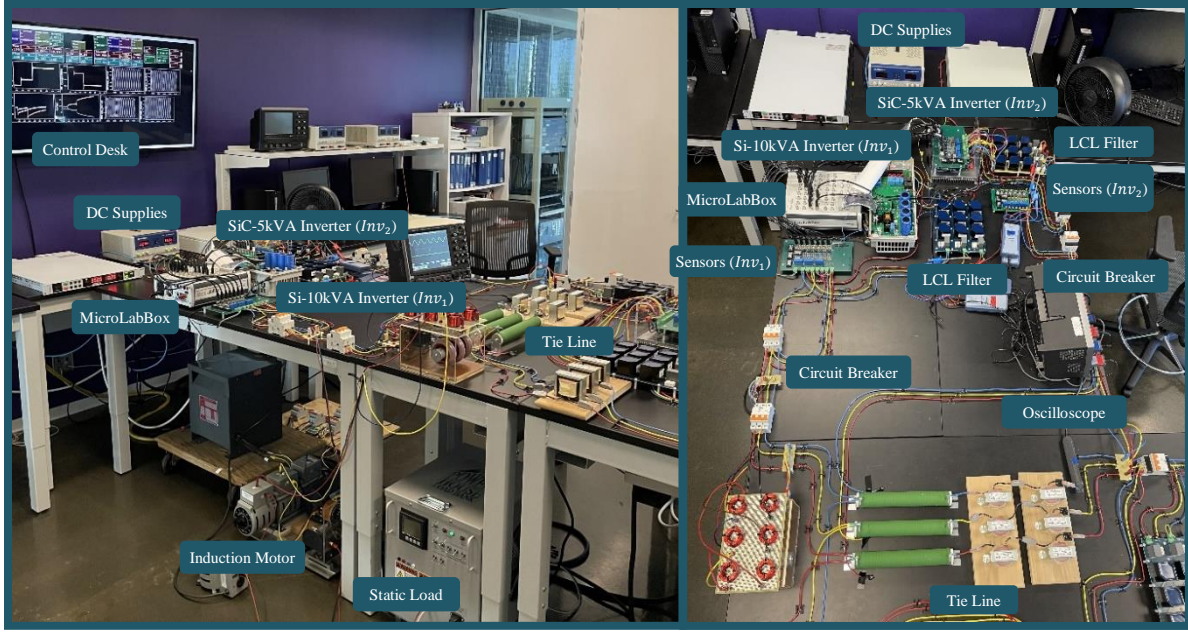 Control Desk
DC Supplies
SiC-5kVA Inverter (Inv₂)
Si-10kVA Inverter (Inv₁)
MicroLabBox
Tie Line
Induction Motor
Static Load
DC Supplies
SiC-5kVA Inverter (Inv₂)
LCL Filter
Si-10kVA Inverter (Inv₁)
Sensors (Inv₂)
MicroLabBox
Sensors (Inv₁)
LCL Filter
Circuit Breaker
Circuit Breaker
Oscilloscope
Tie Line